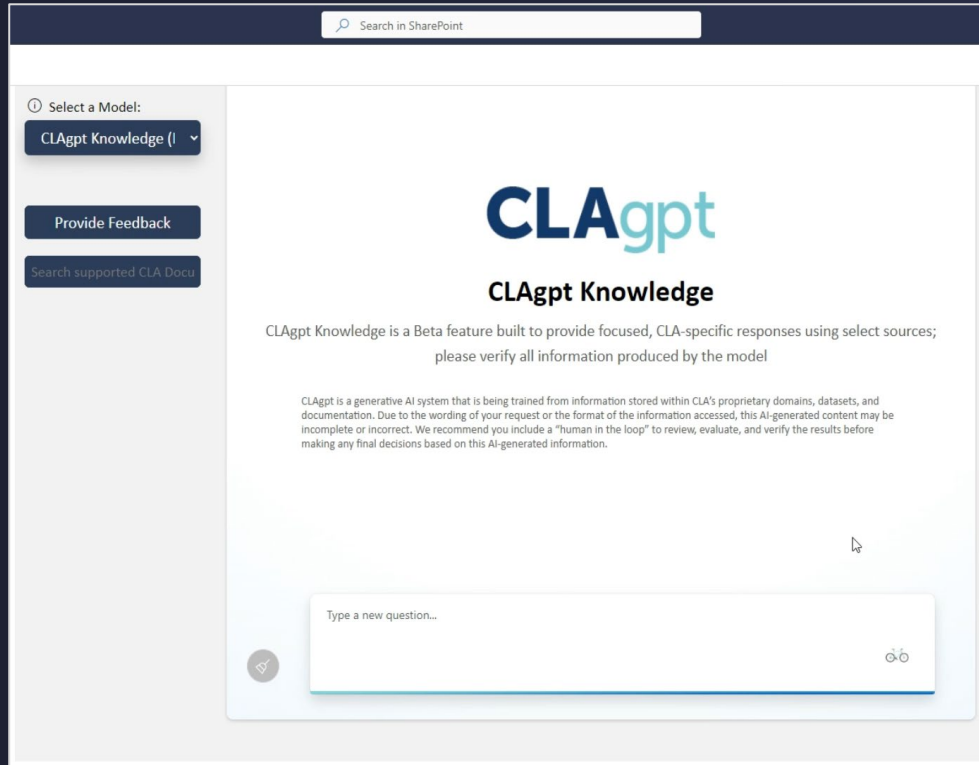 Search in SharePoint
Select a Model:
CLAgpt Knowledge (
Provide Feedback
Search supported CLA Docu
CLAgpt
CLAgpt Knowledge
CLAgpt Knowledge is a Beta feature built to provide focused, CLA-specific responses using select sources;
please verify all information produced by the model
CLAgpt is a generative AI system that is being trained from information stored within CLA's proprietary domains, datasets, and
documentation. Due to the wording of your request or the format of the information accessed, this AI-generated content may be
incomplete or incorrect. We recommend you include a "human in the loop" to review, evaluate, and verify the results before
making any final decisions based on this AI-generated information.
Type a new question...